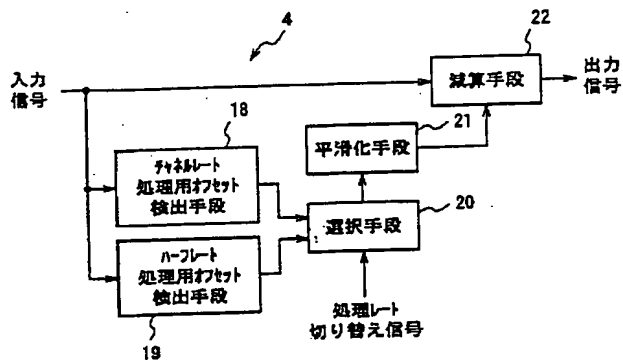 4
22
入力
信号
減算手段
出力
信号
18
21
チャネルレート
処理用オフセット
検出手段
平滑化手段
20
選択手段
ハーフレート
処理用オフセット
検出手段
19
処理レート
切り替え信号